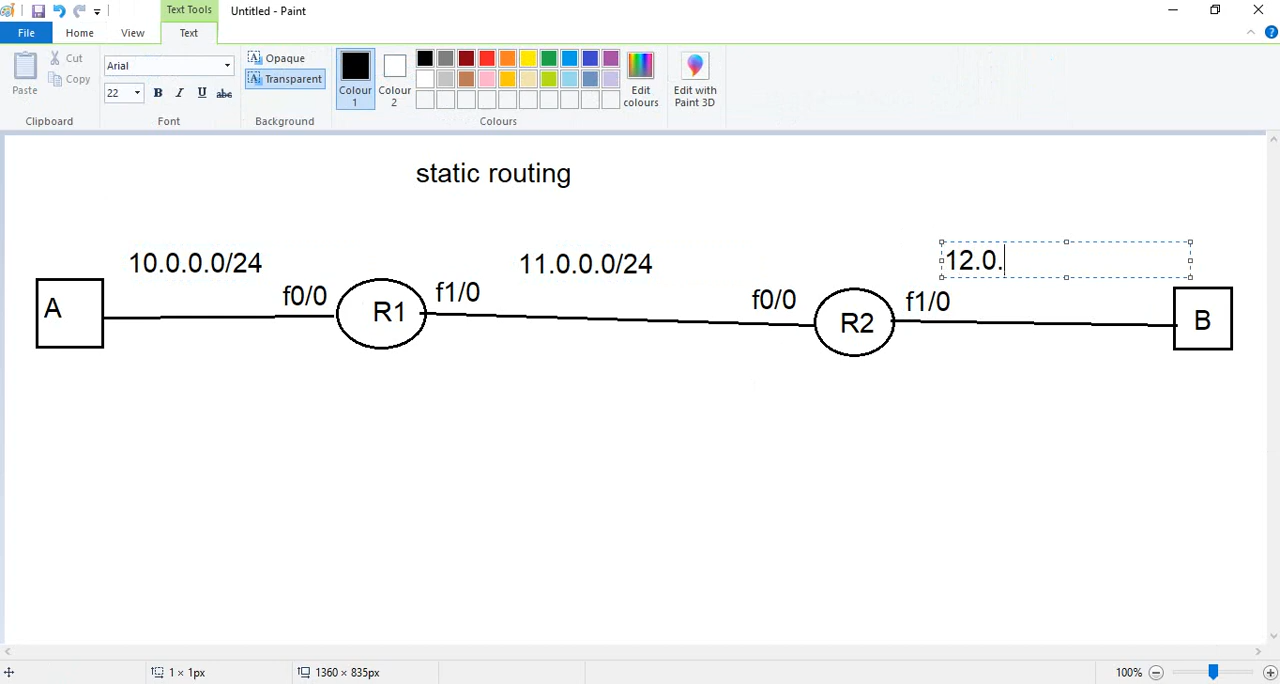 Text Tools
Untitled - Paint
File
Home
View
Text
Paste
Cut
Copy
Clipboard
Arial
22
B
I
U
abc
Font
A Opaque
A Transparent
Background
Colour 1
Colour 2
Edit colours
Colours
Edit with Paint 3D
static routing
10.0.0.0/24
11.0.0.0/24
12.0.
A
f0/0
R1
f1/0
f0/0
R2
f1/0
B
1 × 1px
1360 × 835px
100%